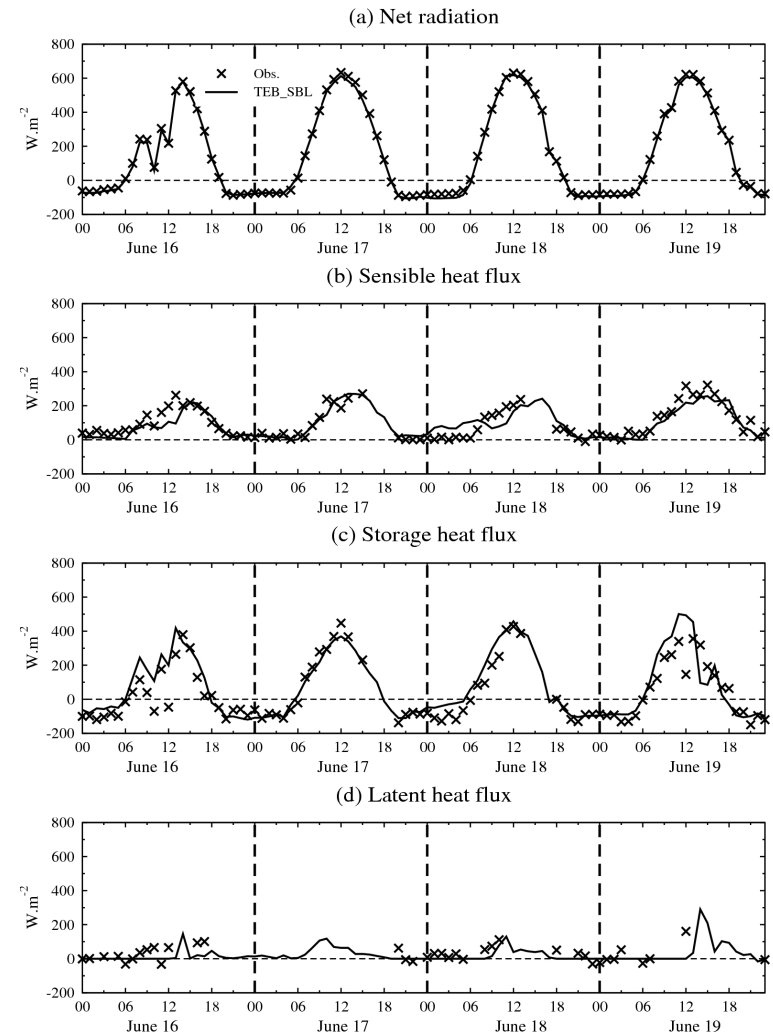 (a) Net radiation
800
600
400
200
0
-200
W.m-2
Obs.
TEB_SBL
00 06 12 18 00 06 12 18 00 06 12 18 00 06 12 18
June 16 June 17 June 18 June 19
(b) Sensible heat flux
800
600
400
200
0
-200
W.m-2
00 06 12 18 00 06 12 18 00 06 12 18 00 06 12 18
June 16 June 17 June 18 June 19
(c) Storage heat flux
800
600
400
200
0
-200
W.m-2
00 06 12 18 00 06 12 18 00 06 12 18 00 06 12 18
June 16 June 17 June 18 June 19
(d) Latent heat flux
800
600
400
200
0
-200
W.m-2
00 06 12 18 00 06 12 18 00 06 12 18 00 06 12 18
June 16 June 17 June 18 June 19